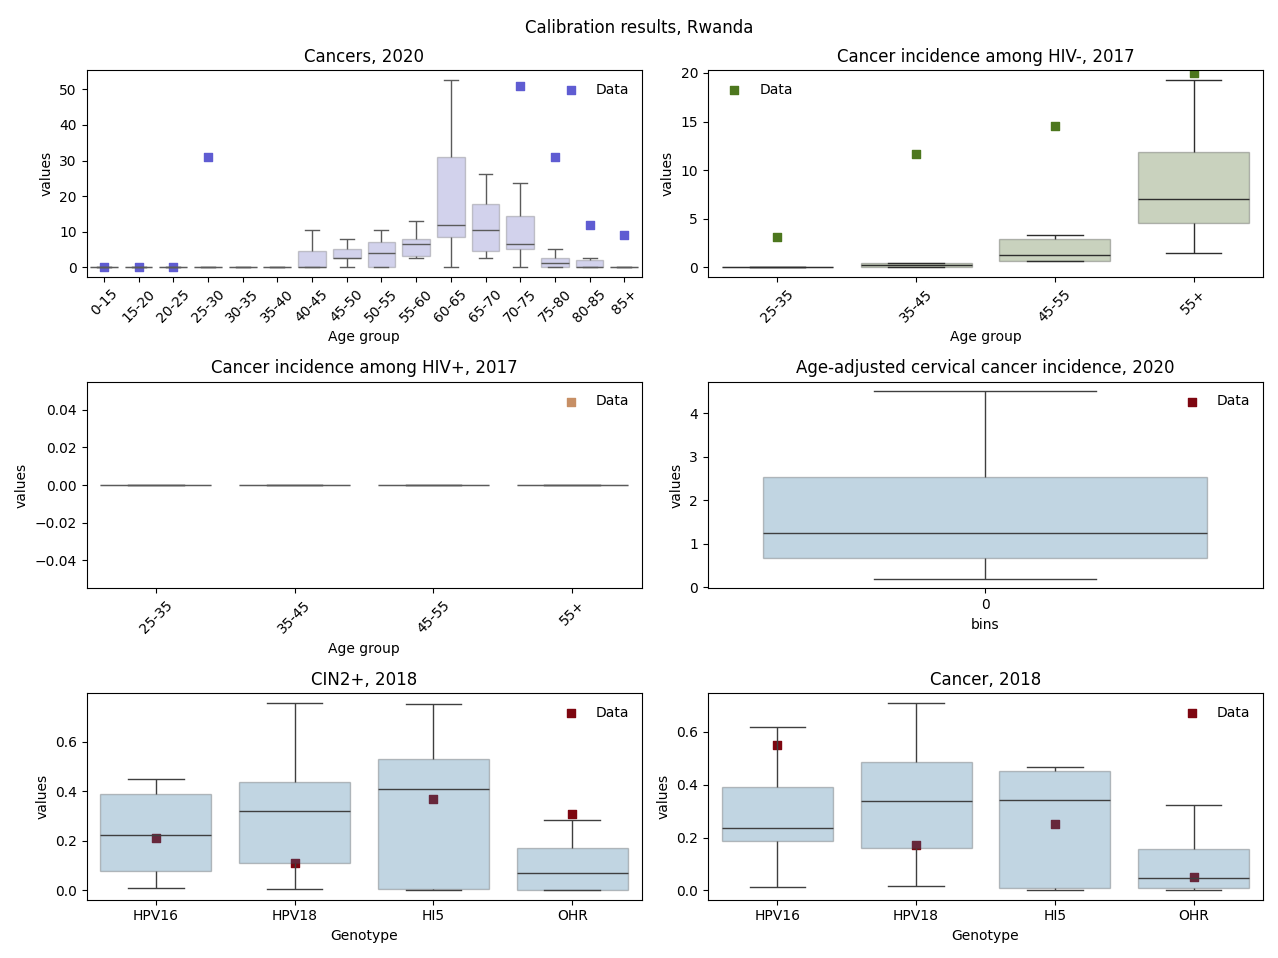 Calibration results, Rwanda
Cancers, 2020
values
50
40
30
20
10
0
Data
0-15
15-20
20-25
25-30
30-35
35-40
40-45
45-50
50-55
55-60
60-65
65-70
70-75
75-80
80-85
85+
Age group
Cancer incidence among HIV-, 2017
values
20
15
10
5
0
Data
25-35
35-45
45-55
55+
Age group
Cancer incidence among HIV+, 2017
values
0.04
0.02
0.00
−0.02
−0.04
Data
25-35
35-45
45-55
55+
Age group
Age-adjusted cervical cancer incidence, 2020
values
4
3
2
1
0
Data
0
bins
CIN2+, 2018
values
0.6
0.4
0.2
0.0
Data
HPV16
HPV18
HI5
OHR
Genotype
Cancer, 2018
values
0.6
0.4
0.2
0.0
Data
HPV16
HPV18
HI5
OHR
Genotype